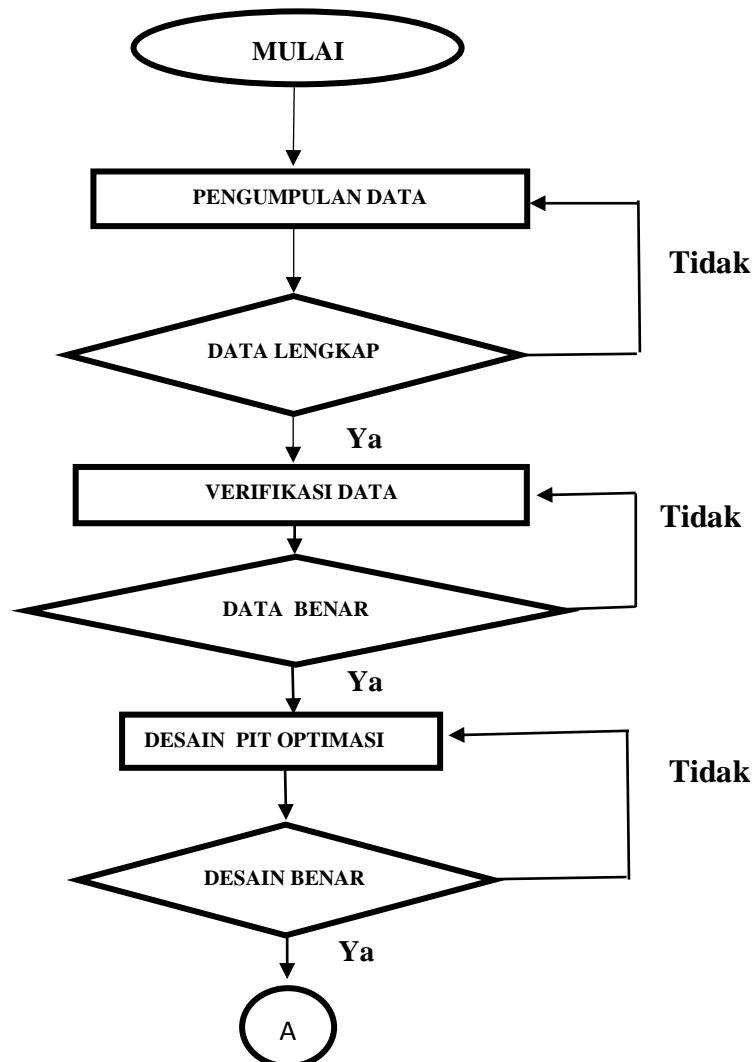 MULAI
PENGUMPULAN DATA
Tidak
DATA LENGKAP
Ya
VERIFIKASI DATA
Tidak
DATA BENAR
Ya
DESAIN PIT OPTIMASI
Tidak
DESAIN BENAR
Ya
A